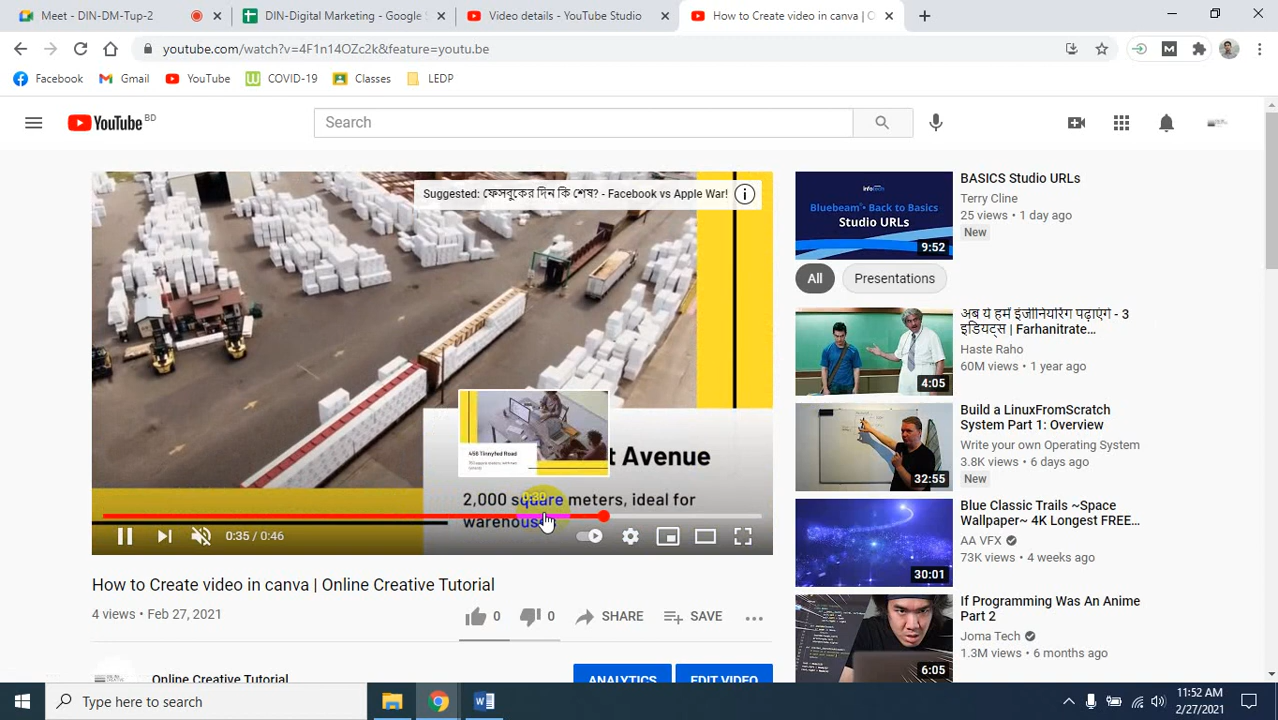 Meet - DIN-DM-Tup-2
DIN-Digital Marketing - Google S
Video details - YouTube Studio
How to Create video in canva | O
youtube.com/watch?v=4F1n14OZc2k&feature=youtu.be
Facebook
Gmail
YouTube
COVID-19
Classes
LEDP
YouTube BD
Search
Suggested: ফেসবুকের দিন কি শেষ? - Facebook vs Apple War!
456 Tinnyfed Road
t Avenue
2,000 square meters, ideal for
warehouse
0:30
0:35 / 0:46
How to Create video in canva | Online Creative Tutorial
4 views • Feb 27, 2021
0
0
SHARE
SAVE
Online Creative Tutorial
ANALYTICS
EDIT VIDEO
infotech
Bluebeam® • Back to Basics
Studio URLs
9:52
BASICS Studio URLs
Terry Cline
25 views • 1 day ago
New
All
Presentations
4:05
अब ये हमें इंजीनियरिंग पढ़ाएंगे - 3
इडियट्स | Farhanitrate...
Haste Raho
60M views • 1 year ago
32:55
Build a LinuxFromScratch
System Part 1: Overview
Write your own Operating System
3.8K views • 6 days ago
New
30:01
Blue Classic Trails ~Space
Wallpaper~ 4K Longest FREE...
AA VFX
73K views • 4 weeks ago
6:05
If Programming Was An Anime
Part 2
Joma Tech
1.3M views • 6 months ago
Type here to search
11:52 AM
2/27/2021